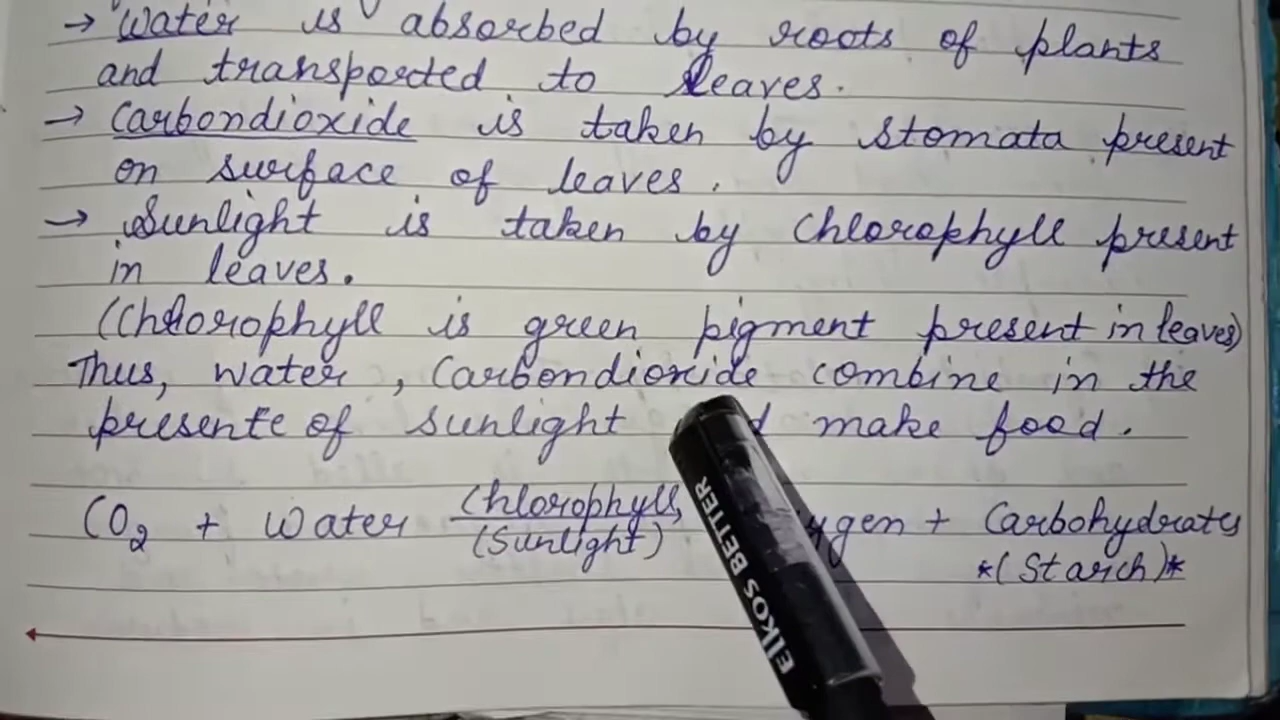 → Water is absorbed by roots of plants
and transported to leaves.
→ Carbondioxide is taken by stomata present
on surface of leaves.
→ Sunlight is taken by Chlorophyll present
in leaves.
(Chlorophyll is green pigment present in leaves)
Thus, water, Carbondioxide combine in the
presente of sunlight make food.
CO₂ + Water Chlorophyll + Carbohydrates
(Sunlight) *(Starch)*
ELKOS BETTER